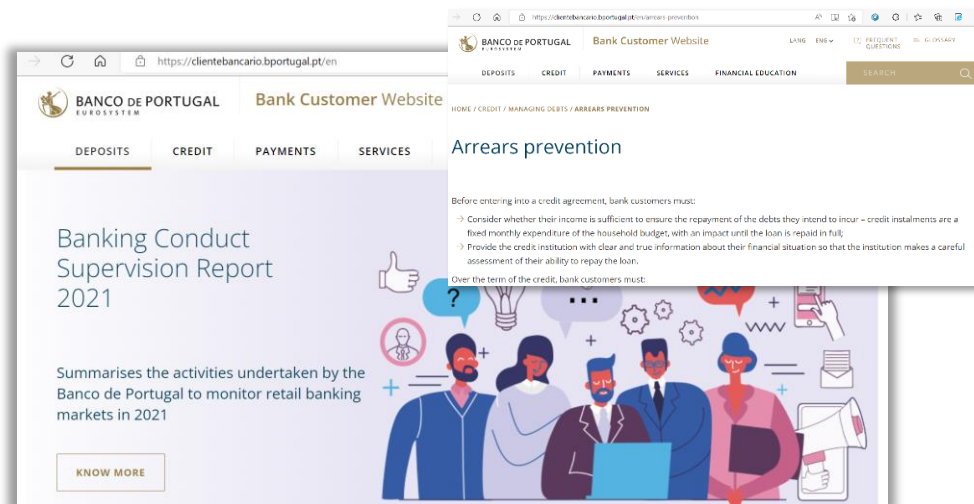 https://clientebancario.bportugal.pt/en
BANCO DE PORTUGAL
EUROSYSTEM
Bank Customer Website
DEPOSITS CREDIT PAYMENTS SERVICES
Banking Conduct
Supervision Report
2021
Summarises the activities undertaken by the
Banco de Portugal to monitor retail banking
markets in 2021
KNOW MORE
?
https://clientebancario.bportugal.pt/en/arrears-prevention
BANCO DE PORTUGAL
EUROSYSTEM
Bank Customer Website
LANG ENG
FREQUENT
QUESTIONS
GLOSSARY
DEPOSITS CREDIT PAYMENTS SERVICES FINANCIAL EDUCATION
SEARCH
HOME / CREDIT / MANAGING DEBTS / ARREARS PREVENTION
Arrears prevention
Before entering into a credit agreement, bank customers must:
→ Consider whether their income is sufficient to ensure the repayment of the debts they intend to incur – credit instalments are a
fixed monthly expenditure of the household budget, with an impact until the loan is repaid in full;
→ Provide the credit institution with clear and true information about their financial situation so that the institution makes a careful
assessment of their ability to repay the loan.
Over the term of the credit, bank customers must: